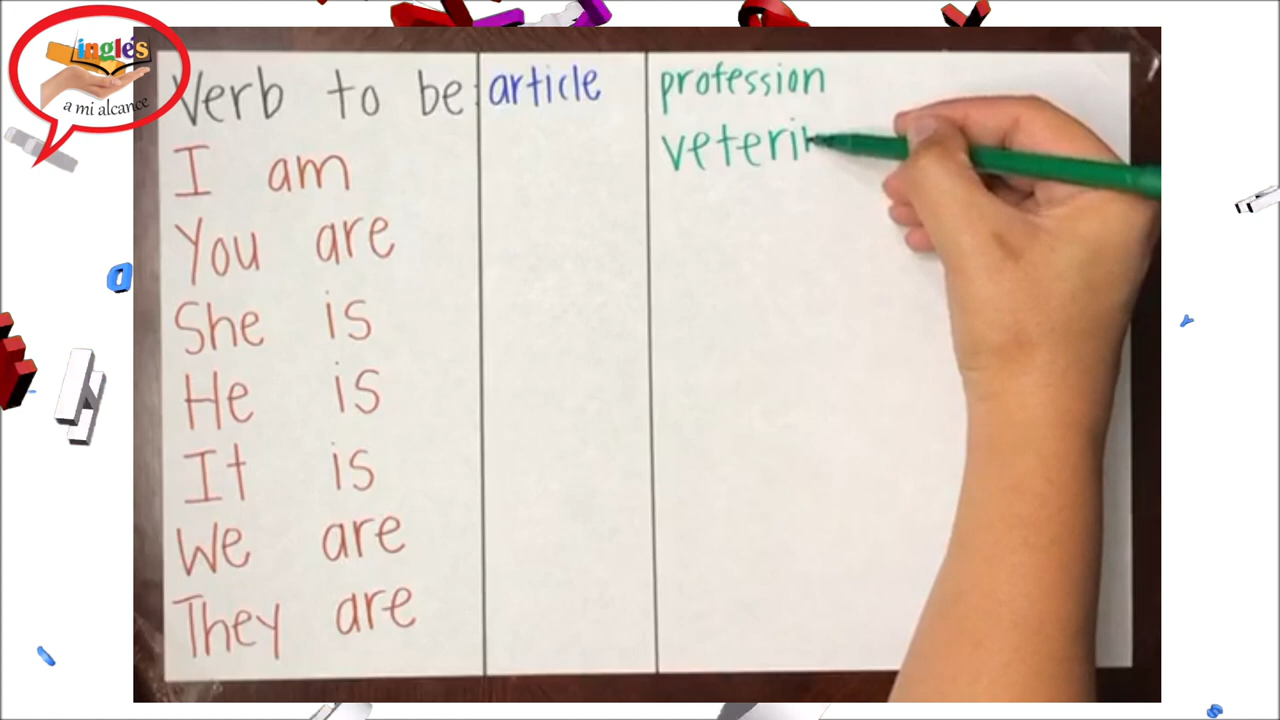 inglés
a mi alcance
Verb to be: article profession
veterin
I am
You are
She is
He is
It is
We are
They are